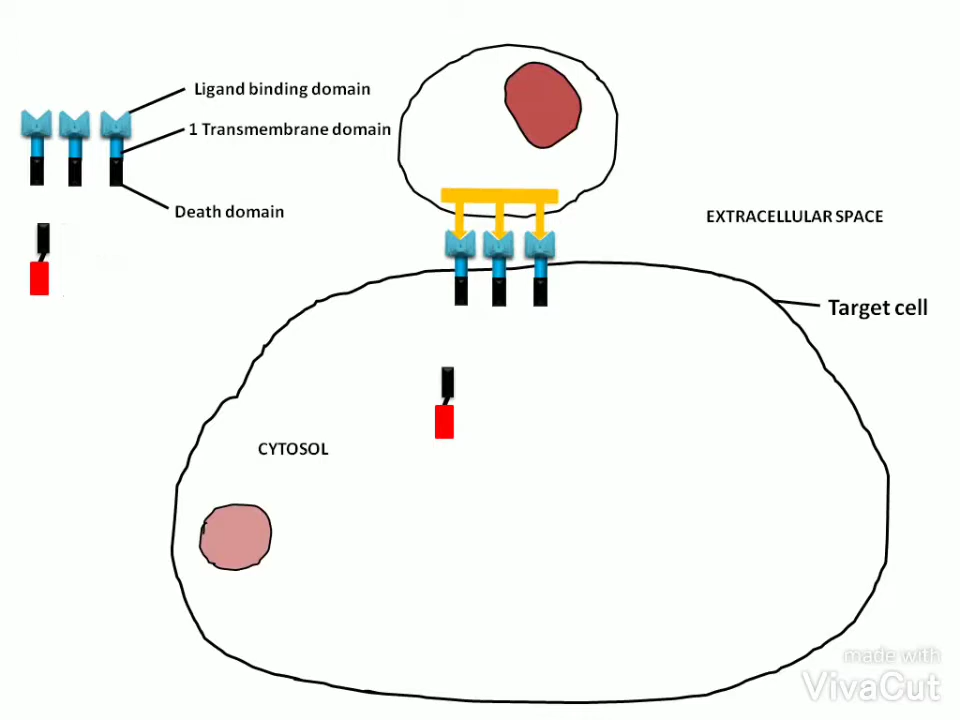 Ligand binding domain
1 Transmembrane domain
Death domain
EXTRACELLULAR SPACE
Target cell
CYTOSOL
made with
VivaCut